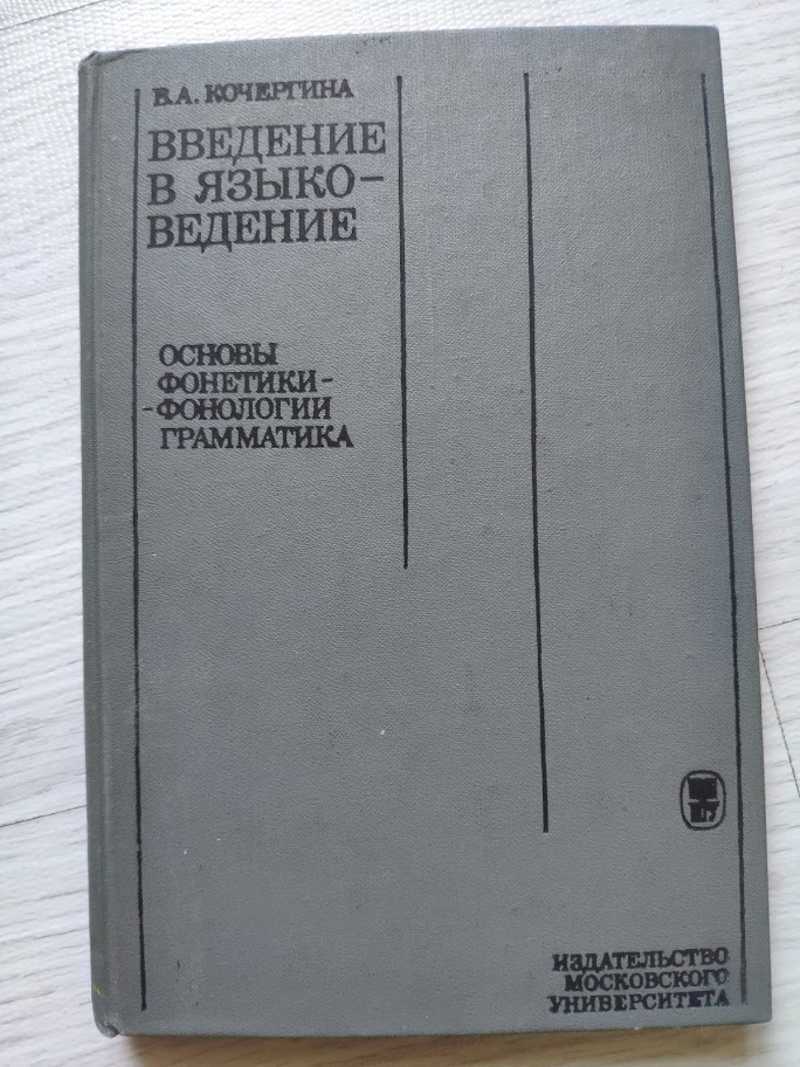 В.А. КОЧЕРГИНА
ВВЕДЕНИЕ
В ЯЗЫКО-
ВЕДЕНИЕ
ОСНОВЫ
ФОНЕТИКИ-
-ФОНОЛОГИИ
ГРАММАТИКА
ИЗДАТЕЛЬСТВО
МОСКОВСКОГО
УНИВЕРСИТЕТА